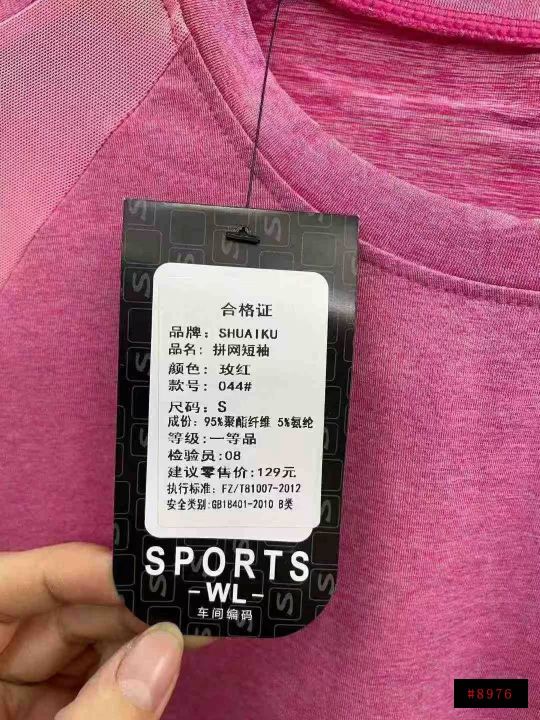 合格证
品牌: SHUAIKU
品名: 拼网短袖
颜色: 玫红
款号: 044#
尺码: S
成份: 95%聚酯纤维 5%氨纶
等级:一等品
检验员:08
建议零售价:129元
执行标准: FZ/T81007-2012
安全类别:GB18401-2010 B类
SPORTS
-WL-
车间编码
#8976